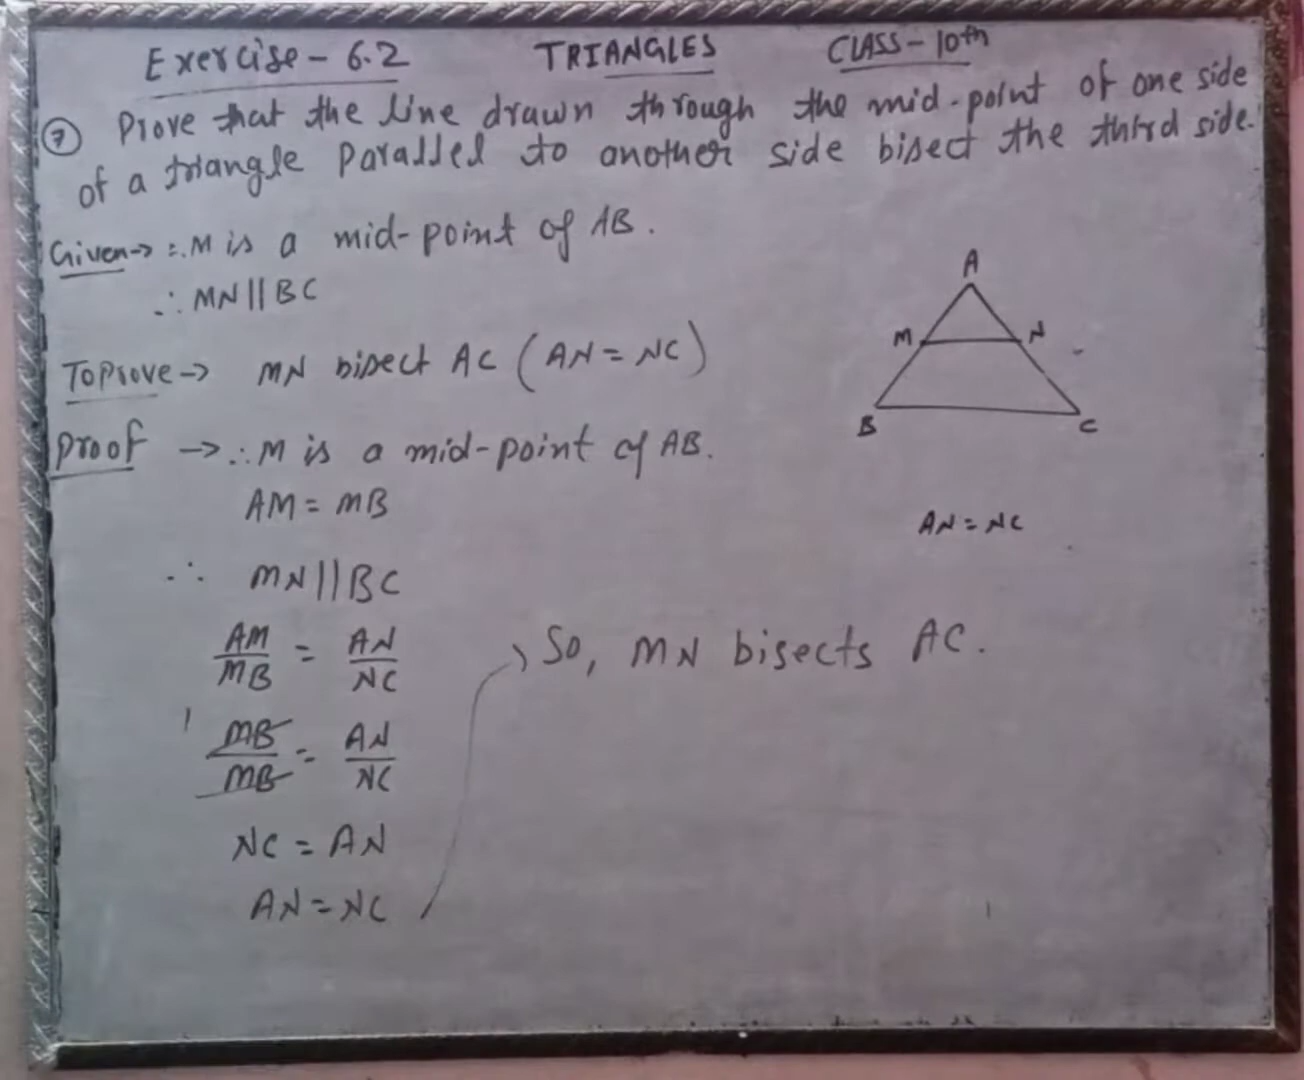 Exercise - 6.2 TRIANGLES CLASS - 10th
⑦ Prove that the line drawn through the mid-point of one side
of a triangle parallel to another side bisect the third side.
Given→ ∴ M is a mid-point of AB.
∴ MN || BC
To Prove → MN bisect AC (AN = NC)
Proof → ∴ M is a mid-point of AB.
AM = MB
∴ MN || BC
AM/MB = AN/NC
1 MB/MB = AN/NC
NC = AN
AN = NC
A
M N
B C
AN = NC
So, MN bisects AC.